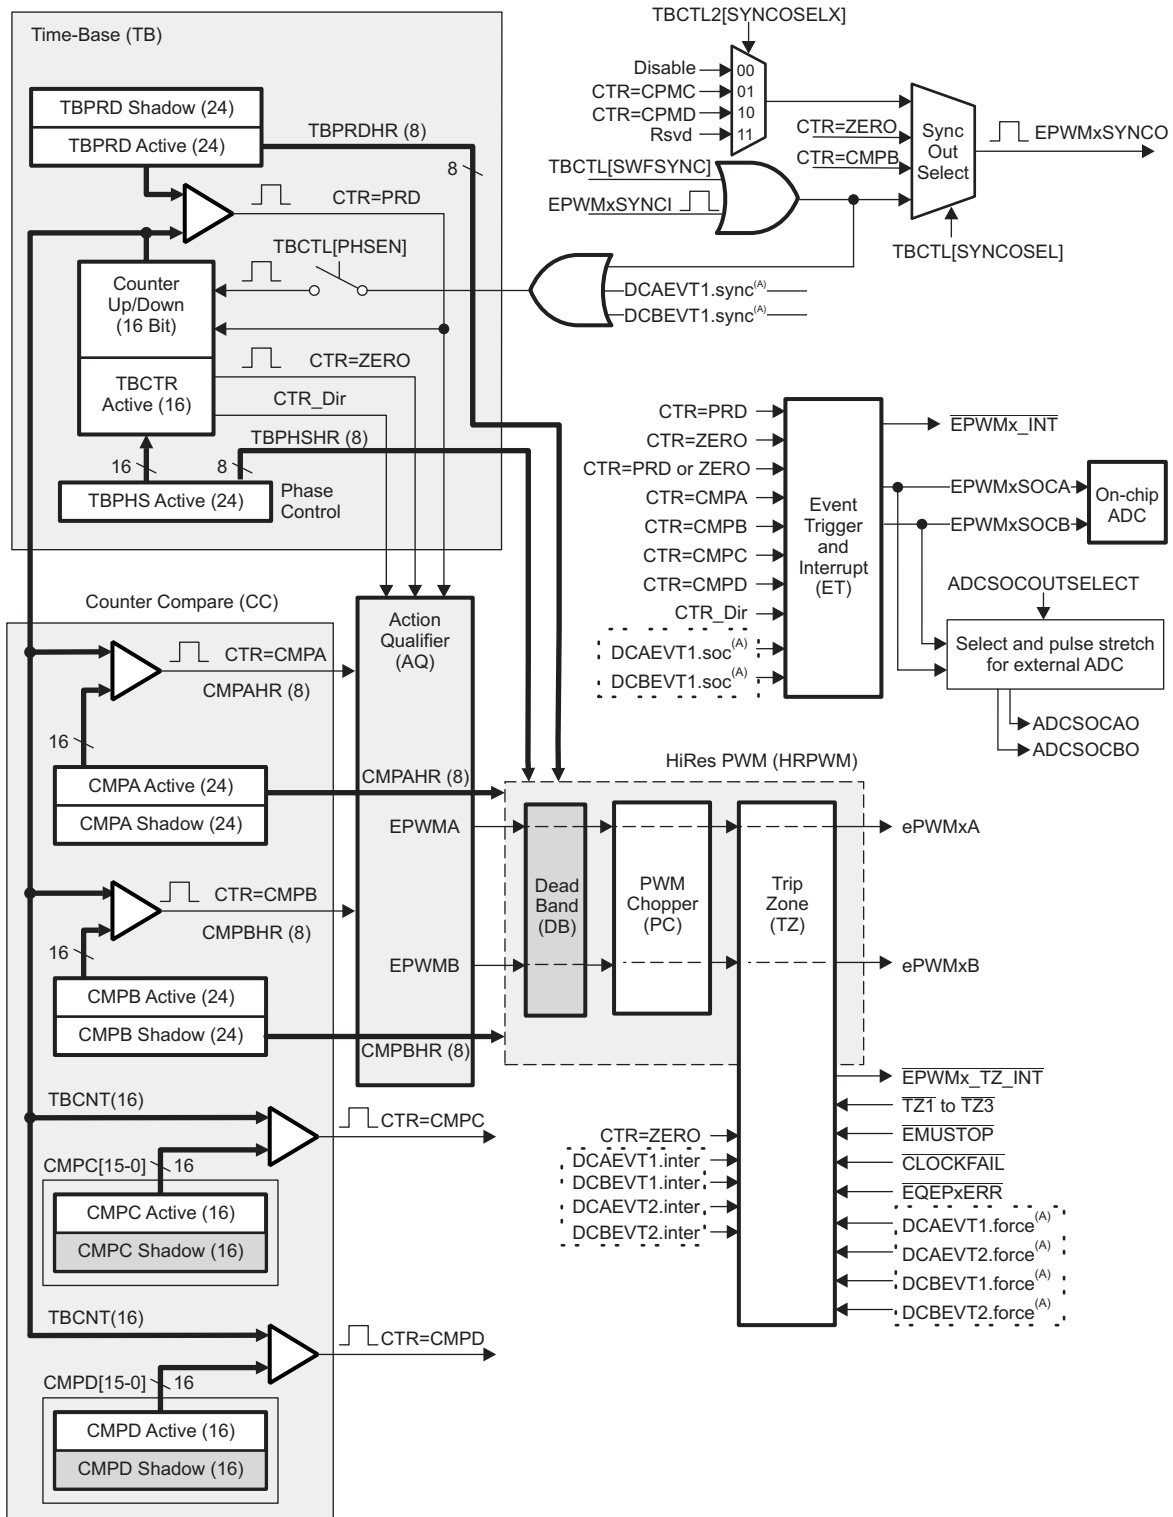 TBCTL2[SYNCOSELX]
Time-Base (TB)
Disable
CTR=CPMC
CTR=CPMD
Rsvd
00
01
10
11
TBPRD Shadow (24)
TBPRD Active (24)
TBPRDHR (8)
8
CTR=ZERO
CTR=CMPB
Sync
Out
Select
EPWMxSYNCO
TBCTL[SWFSYNC]
EPWMxSYNCI
TBCTL[SYNCOSEL]
CTR=PRD
TBCTL[PHSEN]
Counter
Up/Down
(16 Bit)
DCAEVT1.sync(A)
DCBEVT1.sync(A)
CTR=ZERO
TBCTR
Active (16)
CTR_Dir
TBPHSHR (8)
16
8
TBPHS Active (24)
Phase
Control
CTR=PRD
CTR=ZERO
CTR=PRD or ZERO
CTR=CMPA
CTR=CMPB
CTR=CMPC
CTR=CMPD
CTR_Dir
DCAEVT1.soc(A)
DCBEVT1.soc(A)
Event
Trigger
and
Interrupt
(ET)
EPWMx_INT
EPWMxSOCA
EPWMxSOCB
On-chip
ADC
ADCSOCOUTSELECT
Select and pulse stretch
for external ADC
ADCSOCAO
ADCSOCBO
Counter Compare (CC)
Action
Qualifier
(AQ)
CTR=CMPA
CMPAHR (8)
16
CMPA Active (24)
CMPA Shadow (24)
CMPAHR (8)
HiRes PWM (HRPWM)
EPWMA
ePWMxA
CTR=CMPB
CMPBHR (8)
16
Dead
Band
(DB)
PWM
Chopper
(PC)
Trip
Zone
(TZ)
EPWMB
ePWMxB
CMPB Active (24)
CMPB Shadow (24)
CMPBHR (8)
EPWMx_TZ_INT
TZ1 to TZ3
EMUSTOP
CLOCKFAIL
EQEPxERR
DCAEVT1.force(A)
DCAEVT2.force(A)
DCBEVT1.force(A)
DCBEVT2.force(A)
CTR=ZERO
DCAEVT1.inter
DCBEVT1.inter
DCAEVT2.inter
DCBEVT2.inter
TBCNT(16)
CTR=CMPC
CMPC[15-0]
16
CMPC Active (16)
CMPC Shadow (16)
TBCNT(16)
CTR=CMPD
CMPD[15-0]
16
CMPD Active (16)
CMPD Shadow (16)